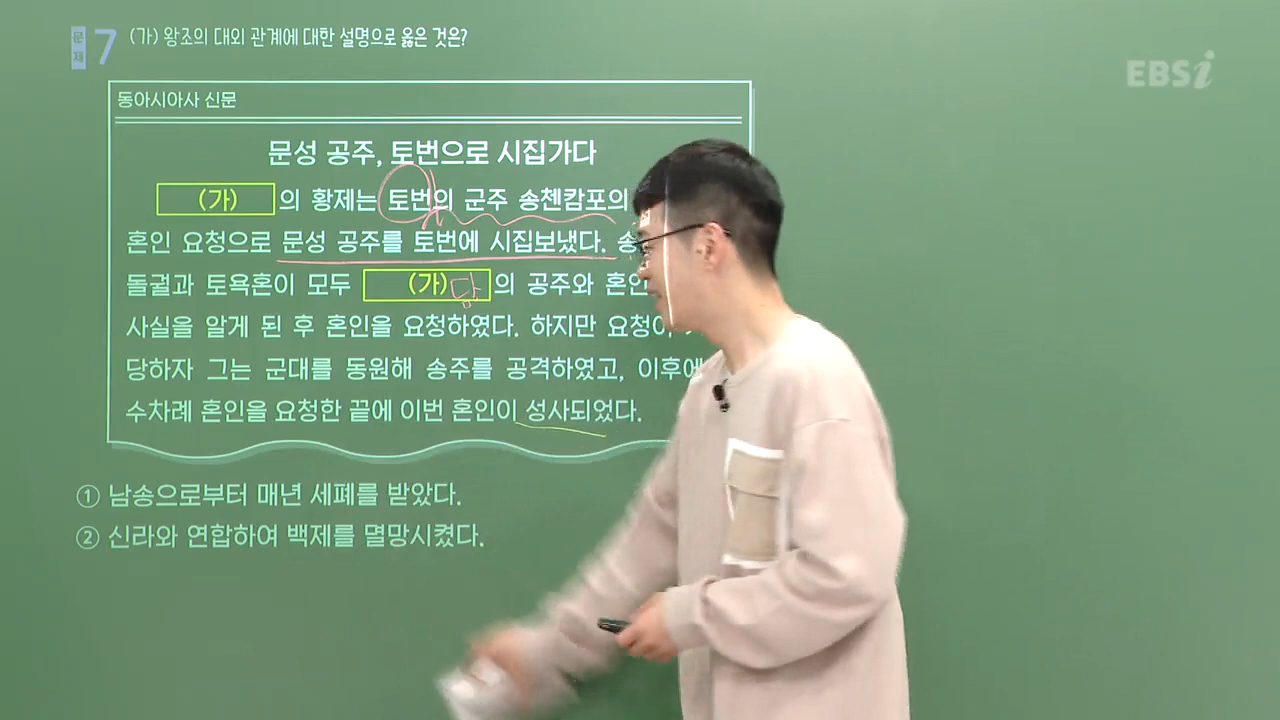 문제 7 (가) 왕조의 대외 관계에 대한 설명으로 옳은 것은?
EBSi
동아시아사 신문
문성 공주, 토번으로 시집가다
(가) 의 황제는 토번의 군주 송첸캄포의
혼인 요청으로 문성 공주를 토번에 시집보냈다.
돌궐과 토욕혼이 모두 (가) 당 의 공주와 혼인
사실을 알게 된 후 혼인을 요청하였다. 하지만
당하자 그는 군대를 동원해 송주를 공격하였고, 이후에
수차례 혼인을 요청한 끝에 이번 혼인이 성사되었다.
① 남송으로부터 매년 세폐를 받았다.
② 신라와 연합하여 백제를 멸망시켰다.